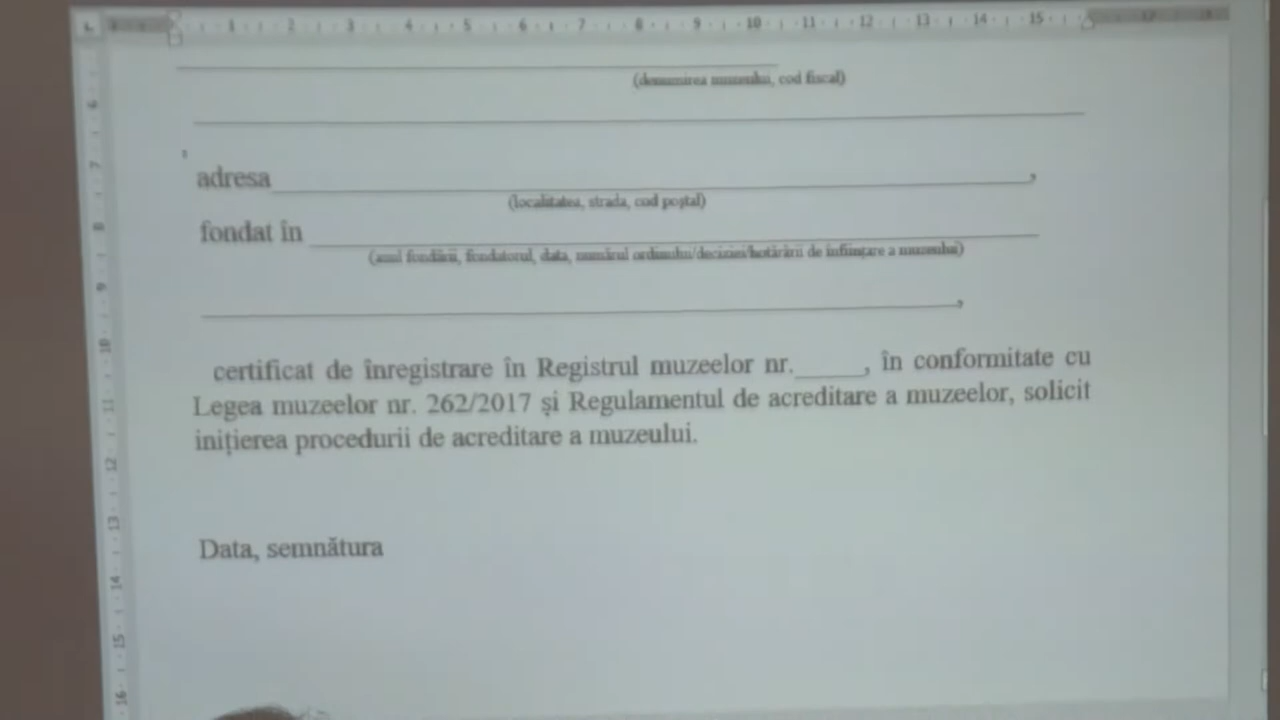 (denumirea muzeului, cod fiscal)
adresa ,
(localitatea, strada, cod poștal)
fondat în
(anul fondării, fondatorul, data, numărul ordinului/deciziei/hotărârii de înființare a muzeului)
,
certificat de înregistrare în Registrul muzeelor nr._____, în conformitate cu
Legea muzeelor nr. 262/2017 și Regulamentul de acreditare a muzeelor, solicit
inițierea procedurii de acreditare a muzeului.
Data, semnătura